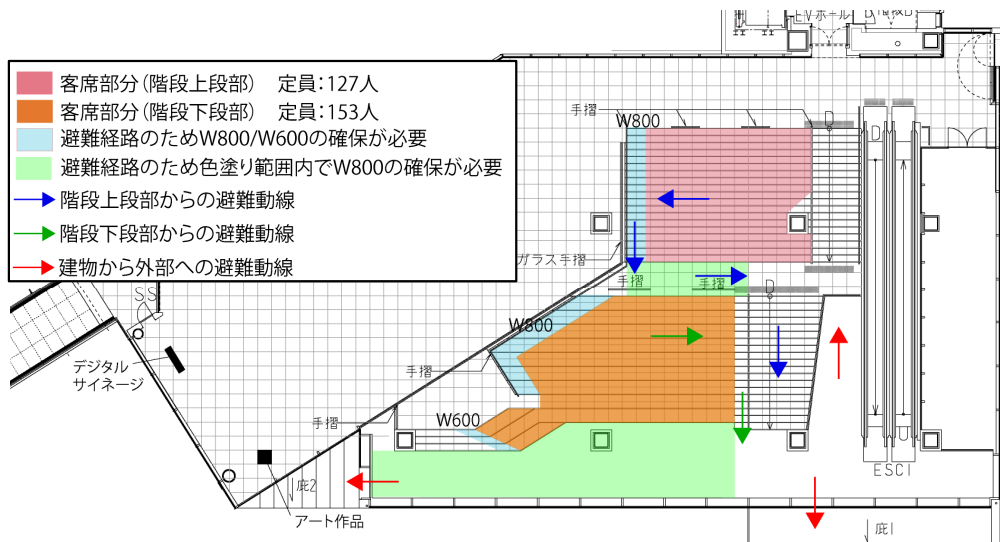 EVホール
D
客席部分(階段上段部)　定員:127人
客席部分(階段下段部)　定員:153人
避難経路のためW800/W600の確保が必要
避難経路のため色塗り範囲内でW800の確保が必要
階段上段部からの避難動線
階段下段部からの避難動線
建物から外部への避難動線
手摺
W800
D
D
ガラス手摺
手摺
手摺
D
SS
W800
デジタル
サイネージ
手摺
手摺
W600
U
ESC1
庇2
アート作品
庇1